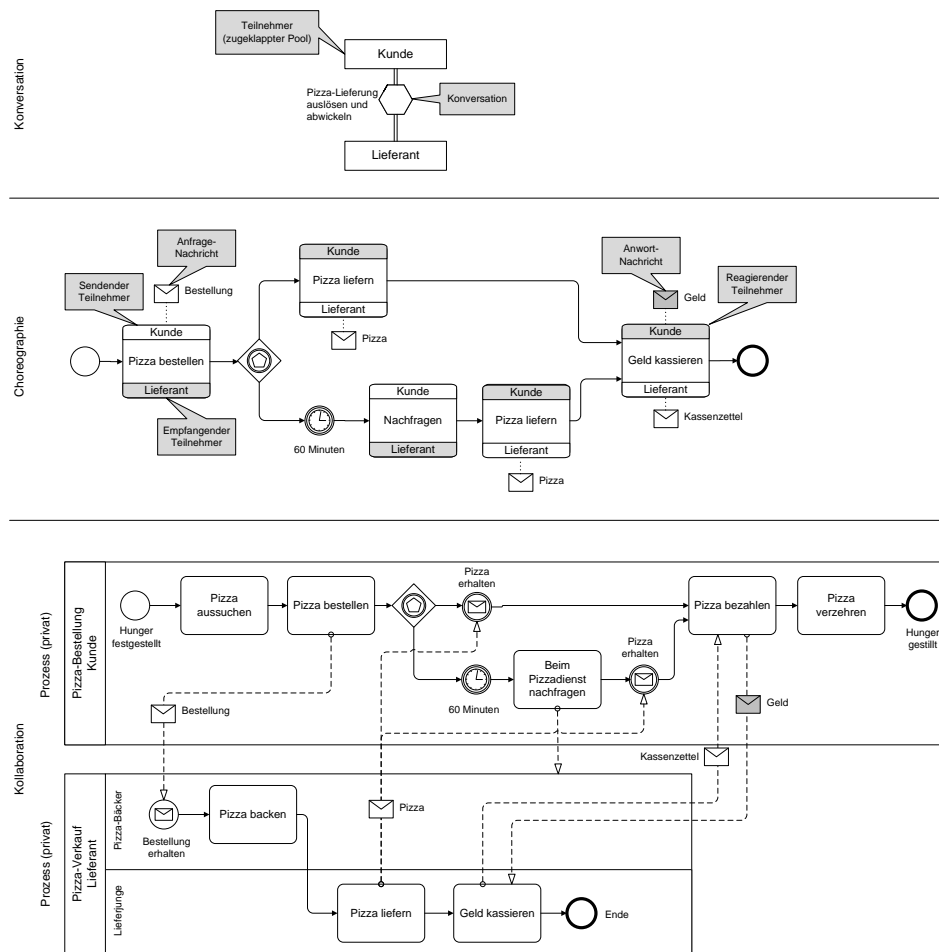 Konversation
Teilnehmer
(zugeklappter Pool)
Kunde
Pizza-Lieferung
auslösen und
abwickeln
Konversation
Lieferant
Choreographie
Anfrage-
Nachricht
Sendender
Teilnehmer
Bestellung
Kunde
Pizza bestellen
Lieferant
Empfangender
Teilnehmer
Kunde
Pizza liefern
Lieferant
Pizza
60 Minuten
Kunde
Nachfragen
Lieferant
Kunde
Pizza liefern
Lieferant
Pizza
Anwort-
Nachricht
Geld
Reagierender
Teilnehmer
Kunde
Geld kassieren
Lieferant
Kassenzettel
Kollaboration
Prozess (privat)
Pizza-Bestellung
Kunde
Hunger
festgestellt
Pizza
aussuchen
Pizza bestellen
Pizza
erhalten
60 Minuten
Beim
Pizzadienst
nachfragen
Pizza
erhalten
Pizza bezahlen
Pizza
verzehren
Hunger
gestillt
Bestellung
Geld
Kassenzettel
Pizza
Prozess (privat)
Pizza-Verkauf
Lieferant
Pizza-Bäcker
Bestellung
erhalten
Pizza backen
Lieferjunge
Pizza liefern
Geld kassieren
Ende